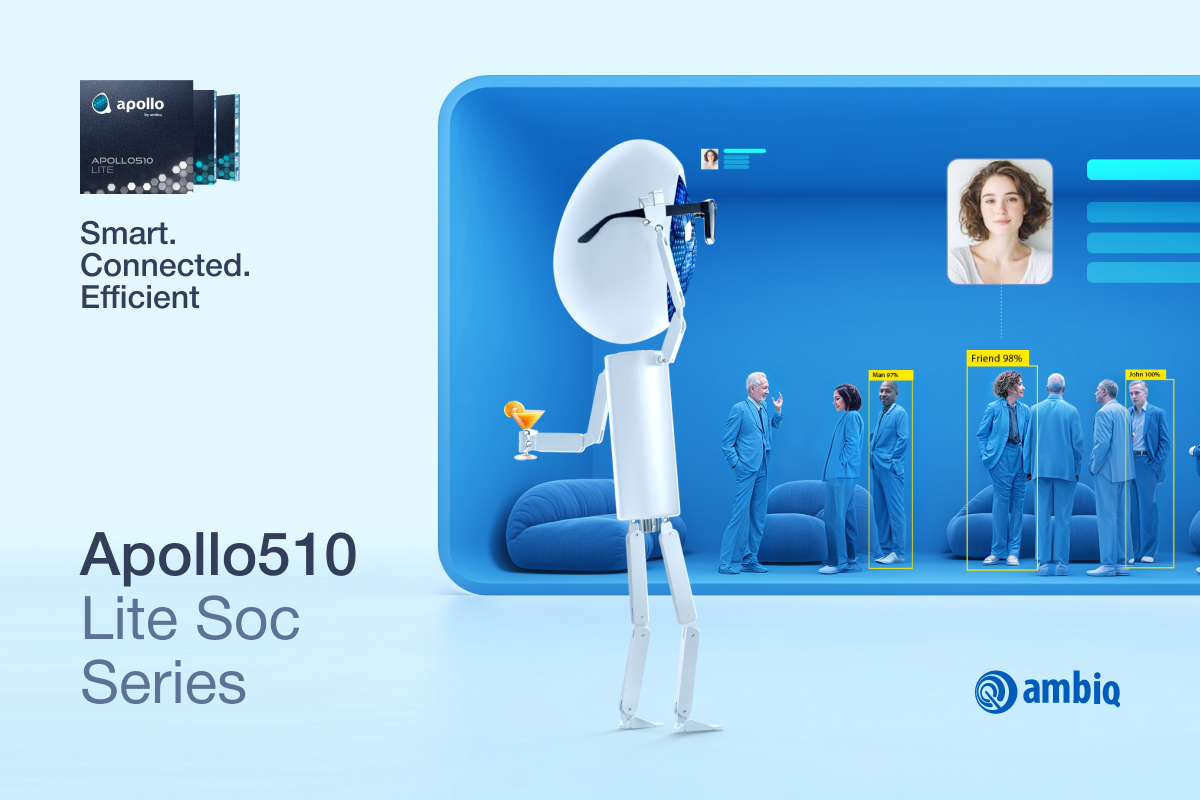 apollo
by ambiq
APOLLO510
LITE
Smart.
Connected.
Efficient
Friend 98%
Man 97%
John 100%
Apollo510
Lite Soc
Series
ambiq